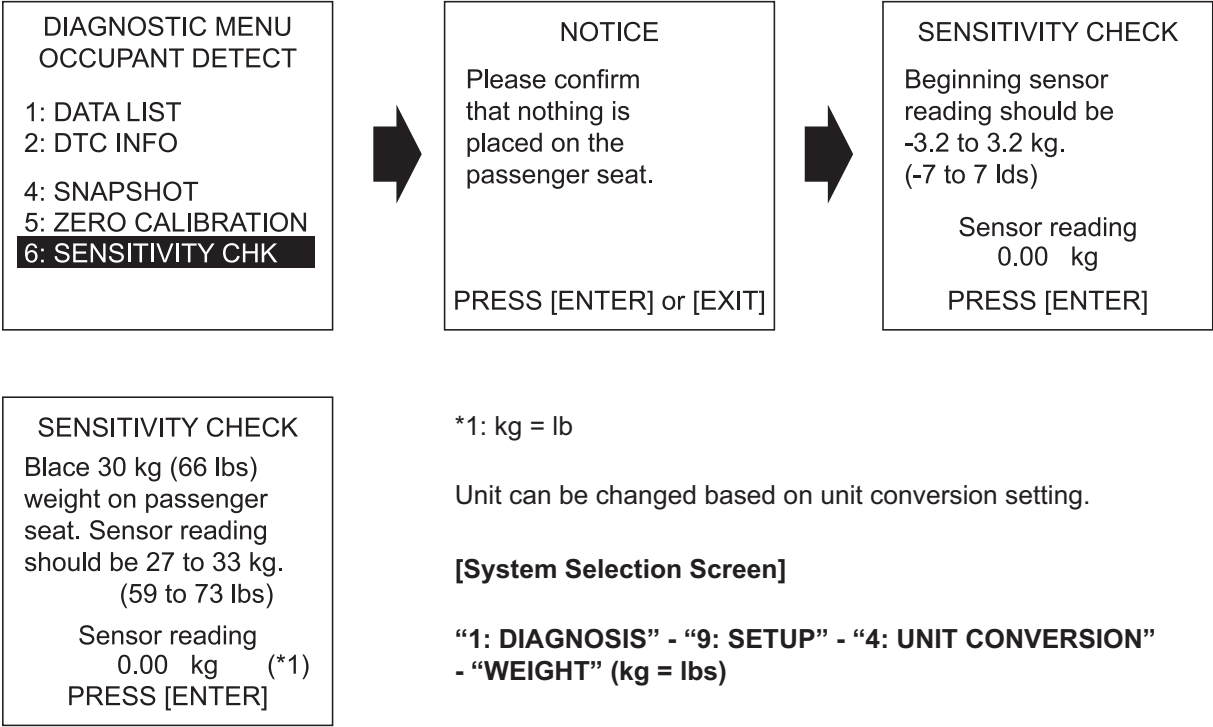 DIAGNOSTIC MENU
OCCUPANT DETECT
1: DATA LIST
2: DTC INFO
4: SNAPSHOT
5: ZERO CALIBRATION
6: SENSITIVITY CHK
NOTICE
Please confirm
that nothing is
placed on the
passenger seat.
PRESS [ENTER] or [EXIT]
SENSITIVITY CHECK
Beginning sensor
reading should be
-3.2 to 3.2 kg.
(-7 to 7 lds)
Sensor reading
0.00 kg
PRESS [ENTER]
SENSITIVITY CHECK
Blace 30 kg (66 lbs)
weight on passenger
seat. Sensor reading
should be 27 to 33 kg.
(59 to 73 lbs)
Sensor reading
0.00 kg (*1)
PRESS [ENTER]
*1: kg = lb
Unit can be changed based on unit conversion setting.
[System Selection Screen]
“1: DIAGNOSIS” - “9: SETUP” - “4: UNIT CONVERSION”
- “WEIGHT” (kg = lbs)